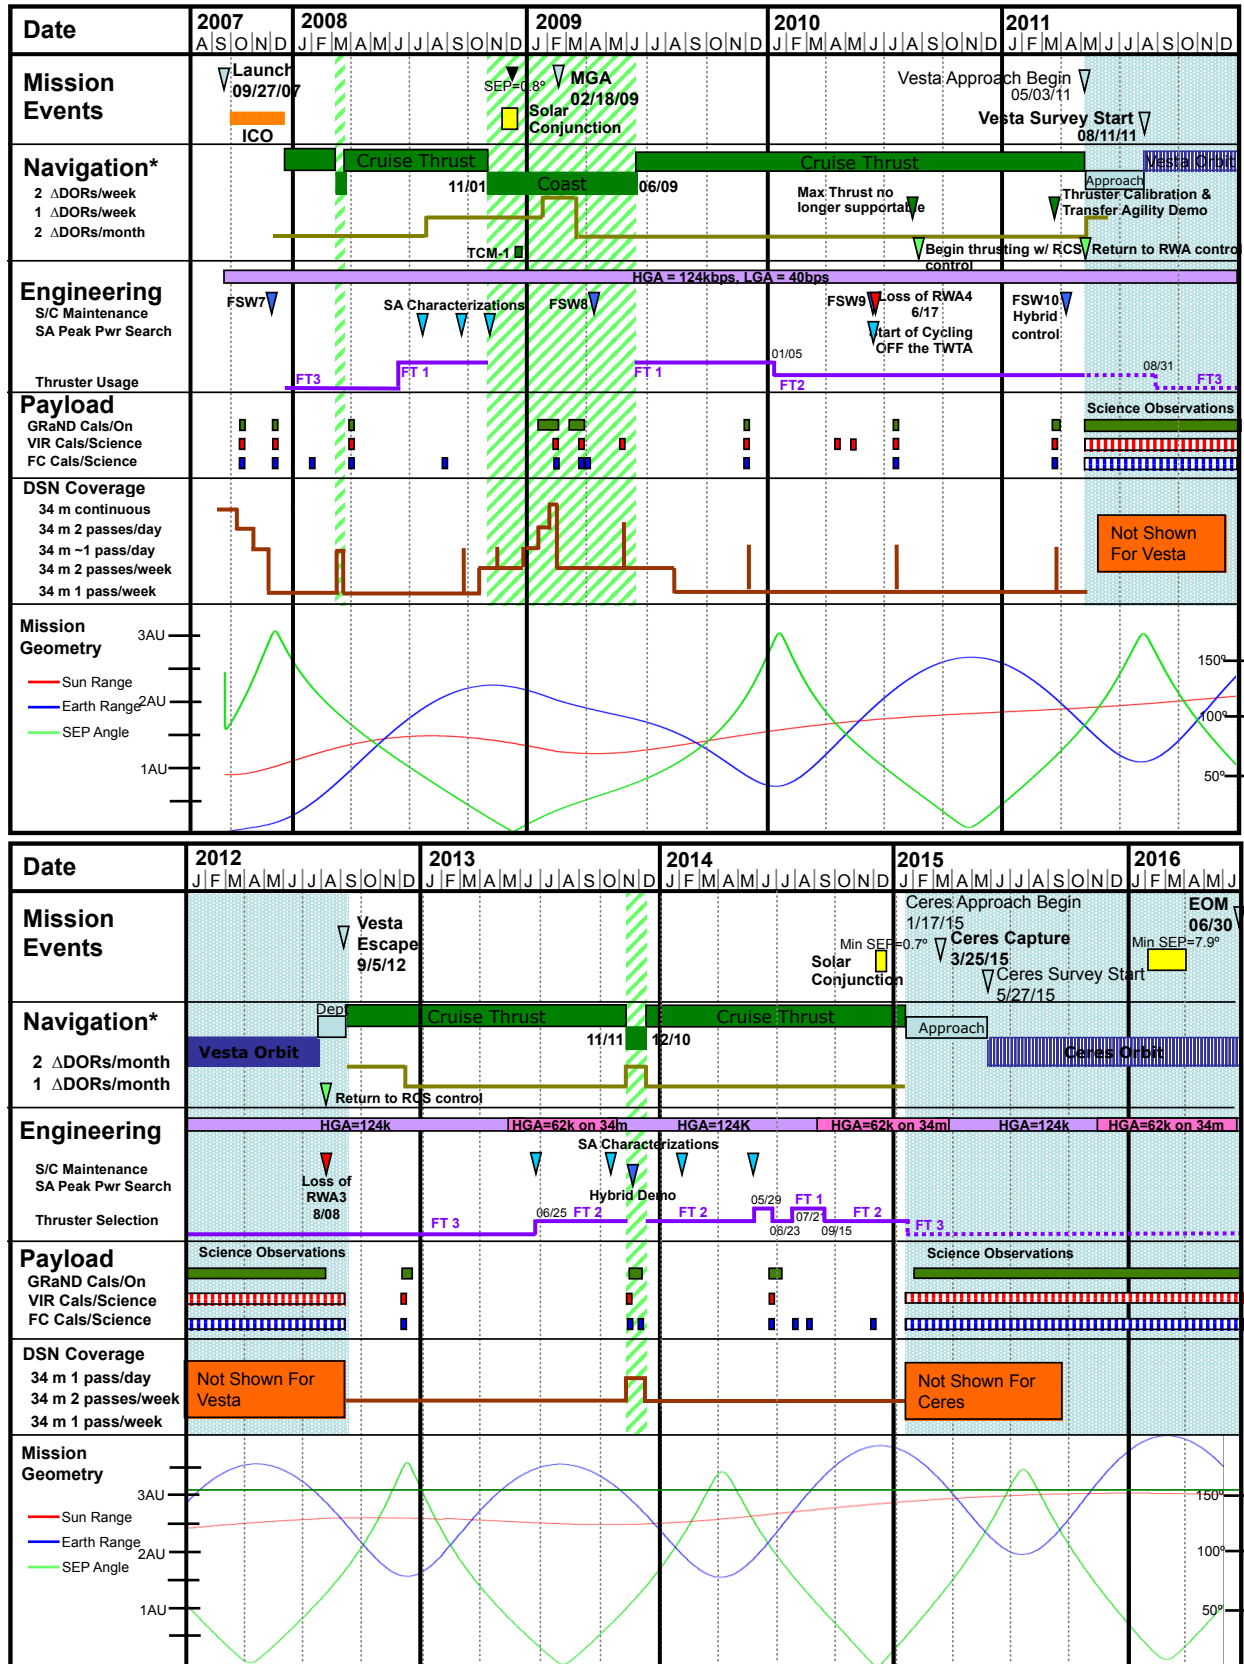 Date
2007 2008 2009 2010 2011
A S O N D J F M A M J J A S O N D J F M A M J J A S O N D J F M A M J J A S O N D J F M A M J J A S O N D
Mission
Events
Launch
09/27/07
ICO
SEP=0.8º
MGA
02/18/09
Solar
Conjunction
Vesta Approach Begin
05/03/11
Vesta Survey Start
08/11/11
Navigation*
2 ΔDORs/week
1 ΔDORs/week
2 ΔDORs/month
Cruise Thrust
11/01
Coast
06/09
Cruise Thrust
Vesta Orbit
Approach
TCM-1
Max Thrust no
longer supportable
Thruster Calibration &
Transfer Agility Demo
Begin thrusting w/ RCS
control
Return to RWA control
Engineering
S/C Maintenance
SA Peak Pwr Search
Thruster Usage
HGA = 124kbps, LGA = 40bps
FSW7
SA Characterizations
FSW8
FSW9
Loss of RWA4
6/17
Start of Cycling
OFF the TWTA
FSW10
Hybrid
control
FT3
FT 1
FT 1
01/05
FT2
08/31
FT3
Payload
GRaND Cals/On
VIR Cals/Science
FC Cals/Science
Science Observations
DSN Coverage
34 m continuous
34 m 2 passes/day
34 m ~1 pass/day
34 m 2 passes/week
34 m 1 pass/week
Not Shown
For Vesta
Mission
Geometry
Sun Range
Earth Range
SEP Angle
3AU
2AU
1AU
150º
100º
50º
Date
2012 2013 2014 2015 2016
J F M A M J J A S O N D J F M A M J J A S O N D J F M A M J J A S O N D J F M A M J J A S O N D J F M A M J
Mission
Events
Vesta
Escape
9/5/12
Min SEP=0.7º
Solar
Conjunction
Ceres Approach Begin
1/17/15
Ceres Capture
3/25/15
Ceres Survey Start
5/27/15
EOM
06/30
Min SEP=7.9º
Navigation*
2 ΔDORs/month
1 ΔDORs/month
Dept
Vesta Orbit
Cruise Thrust
11/11
12/10
Cruise Thrust
Approach
Ceres Orbit
Return to RCS control
Engineering
S/C Maintenance
SA Peak Pwr Search
Thruster Selection
HGA=124k
HGA=62k on 34m
HGA=124K
HGA=62k on 34m
HGA=124k
HGA=62k on 34m
Loss of
RWA3
8/08
SA Characterizations
Hybrid Demo
FT 3
06/25
FT 2
FT 2
05/29
06/23
FT 1
07/21
09/15
FT 2
FT 3
Payload
GRaND Cals/On
VIR Cals/Science
FC Cals/Science
Science Observations
Science Observations
DSN Coverage
34 m 1 pass/day
34 m 2 passes/week
34 m 1 pass/week
Not Shown For
Vesta
Not Shown For
Ceres
Mission
Geometry
Sun Range
Earth Range
SEP Angle
3AU
2AU
1AU
150º
100º
50º